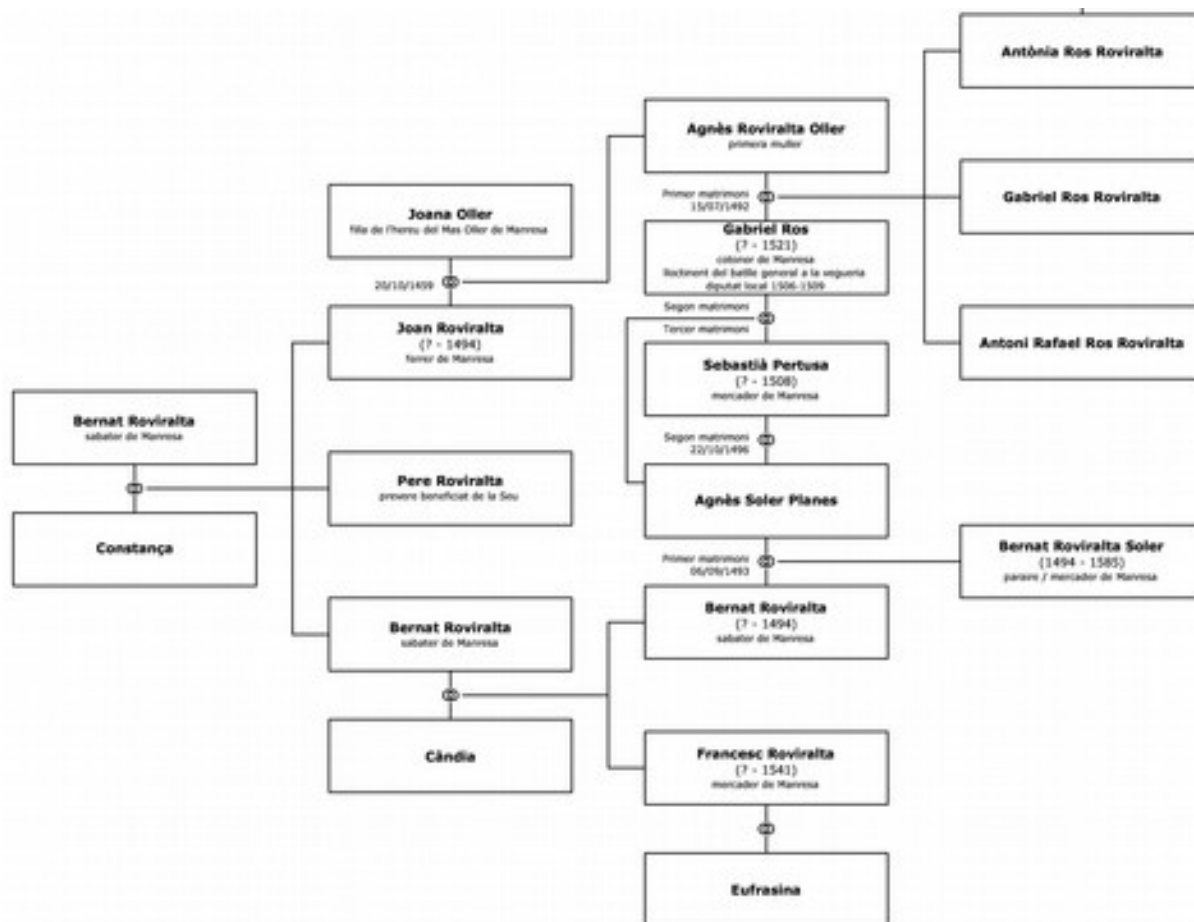 Bernat Roviralta
sabater de Manresa
Constança
Joana Oller
filla de l'hereu del Mas Oller de Manresa
20/10/1459
Joan Roviralta
(? - 1494)
ferrer de Manresa
Pere Roviralta
prevere beneficiat de la Seu
Bernat Roviralta
sabater de Manresa
Càndia
Agnès Roviralta Oller
primera muller
Primer matrimoni
15/07/1492
Gabriel Ros
(? - 1521)
cotoner de Manresa
lloctinent del batlle general a la vegueria
diputat local 1506-1509
Segon matrimoni
Tercer matrimoni
Sebastià Pertusa
(? - 1508)
mercader de Manresa
Segon matrimoni
22/10/1496
Agnès Soler Planes
Primer matrimoni
06/09/1493
Bernat Roviralta
(? - 1494)
sabater de Manresa
Francesc Roviralta
(? - 1541)
mercader de Manresa
Eufrasina
Antònia Ros Roviralta
Gabriel Ros Roviralta
Antoni Rafael Ros Roviralta
Bernat Roviralta Soler
(1494 - 1585)
paraire / mercader de Manresa